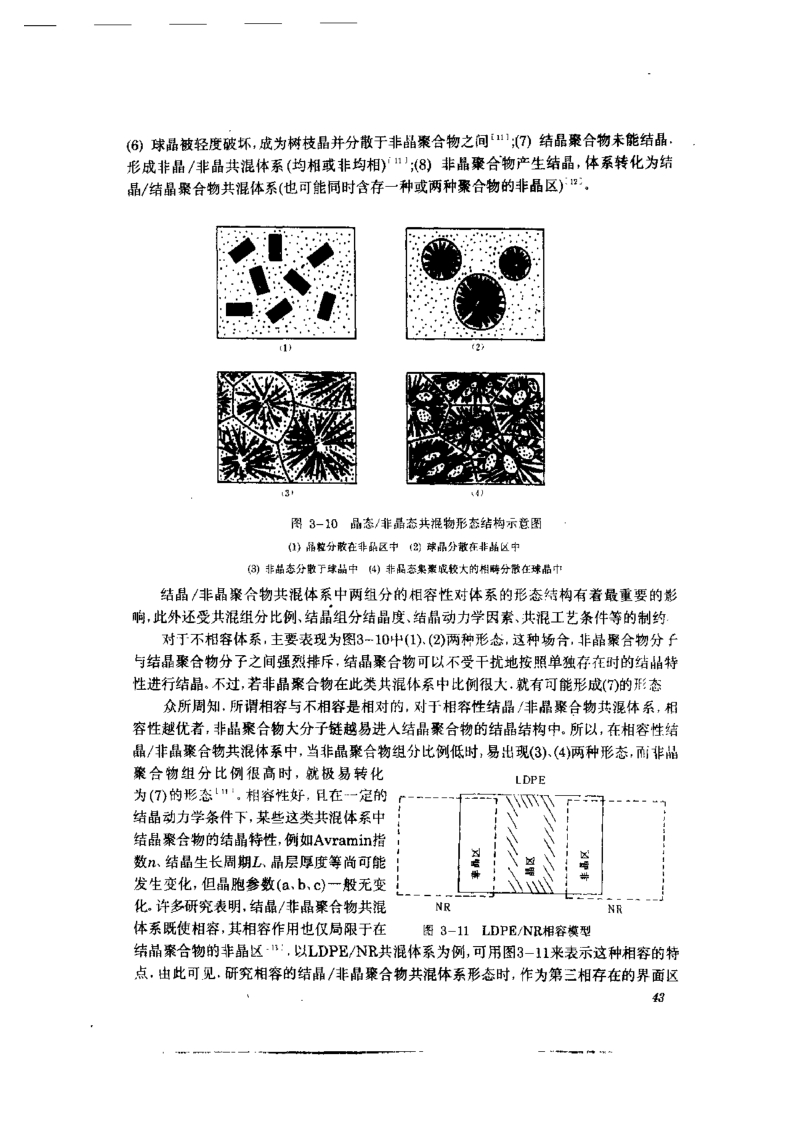 (6) 球晶被轻度破坏,成为树枝晶并分散于非晶聚合物之间[11];(7) 结晶聚合物未能结晶.
形成非晶/非晶共混体系(均相或非均相)[11];(8) 非晶聚合物产生结晶,体系转化为结
晶/结晶聚合物共混体系(也可能同时含存一种或两种聚合物的非晶区)[12]。
(1)
(2)
(3)
(4)
图 3-10 晶态/非晶态共混物形态结构示意图
(1) 晶粒分散在非晶区中 (2) 球晶分散在非晶区中
(3) 非晶态分散于球晶中 (4) 非晶态集聚成较大的相畴分散在球晶中
结晶/非晶聚合物共混体系中两组分的相容性对体系的形态结构有着最重要的影
响,此外还受共混组分比例、结晶组分结晶度、结晶动力学因素、共混工艺条件等的制约.
对于不相容体系,主要表现为图3-10中(1)、(2)两种形态,这种场合,非晶聚合物分子
与结晶聚合物分子之间强烈排斥,结晶聚合物可以不受干扰地按照单独存在时的结晶特
性进行结晶。不过,若非晶聚合物在此类共混体系中比例很大.就有可能形成(7)的形态
众所周知,所谓相容与不相容是相对的,对于相容性结晶/非晶聚合物共混体系,相
容性越优者,非晶聚合物大分子链越易进入结晶聚合物的结晶结构中。所以,在相容性结
晶/非晶聚合物共混体系中,当非晶聚合物组分比例低时,易出现(3)、(4)两种形态,而非晶
聚合物组分比例很高时,就极易转化
为(7)的形态[11]。相容性好,且在一定的
结晶动力学条件下,某些这类共混体系中
结晶聚合物的结晶特性,例如Avramin指
数n、结晶生长周期L、晶层厚度等尚可能
发生变化,但晶胞参数(a、b、c)一般无变
化。许多研究表明,结晶/非晶聚合物共混
体系既使相容,其相容作用也仅局限于在
LDPE
非晶区
晶区
非晶区
NR
NR
图 3-11 LDPE/NR相容模型
结晶聚合物的非晶区,以LDPE/NR共混体系为例,可用图3-11来表示这种相容的特
点.由此可见.研究相容的结晶/非晶聚合物共混体系形态时,作为第三相存在的界面区
43